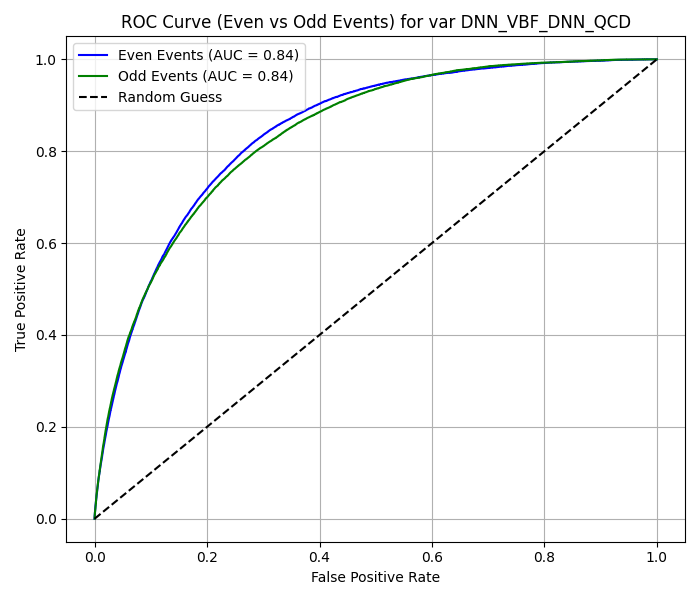 ROC Curve (Even vs Odd Events) for var DNN_VBF_DNN_QCD
Even Events (AUC = 0.84)
Odd Events (AUC = 0.84)
Random Guess
True Positive Rate
1.0
0.8
0.6
0.4
0.2
0.0
0.0 0.2 0.4 0.6 0.8 1.0
False Positive Rate